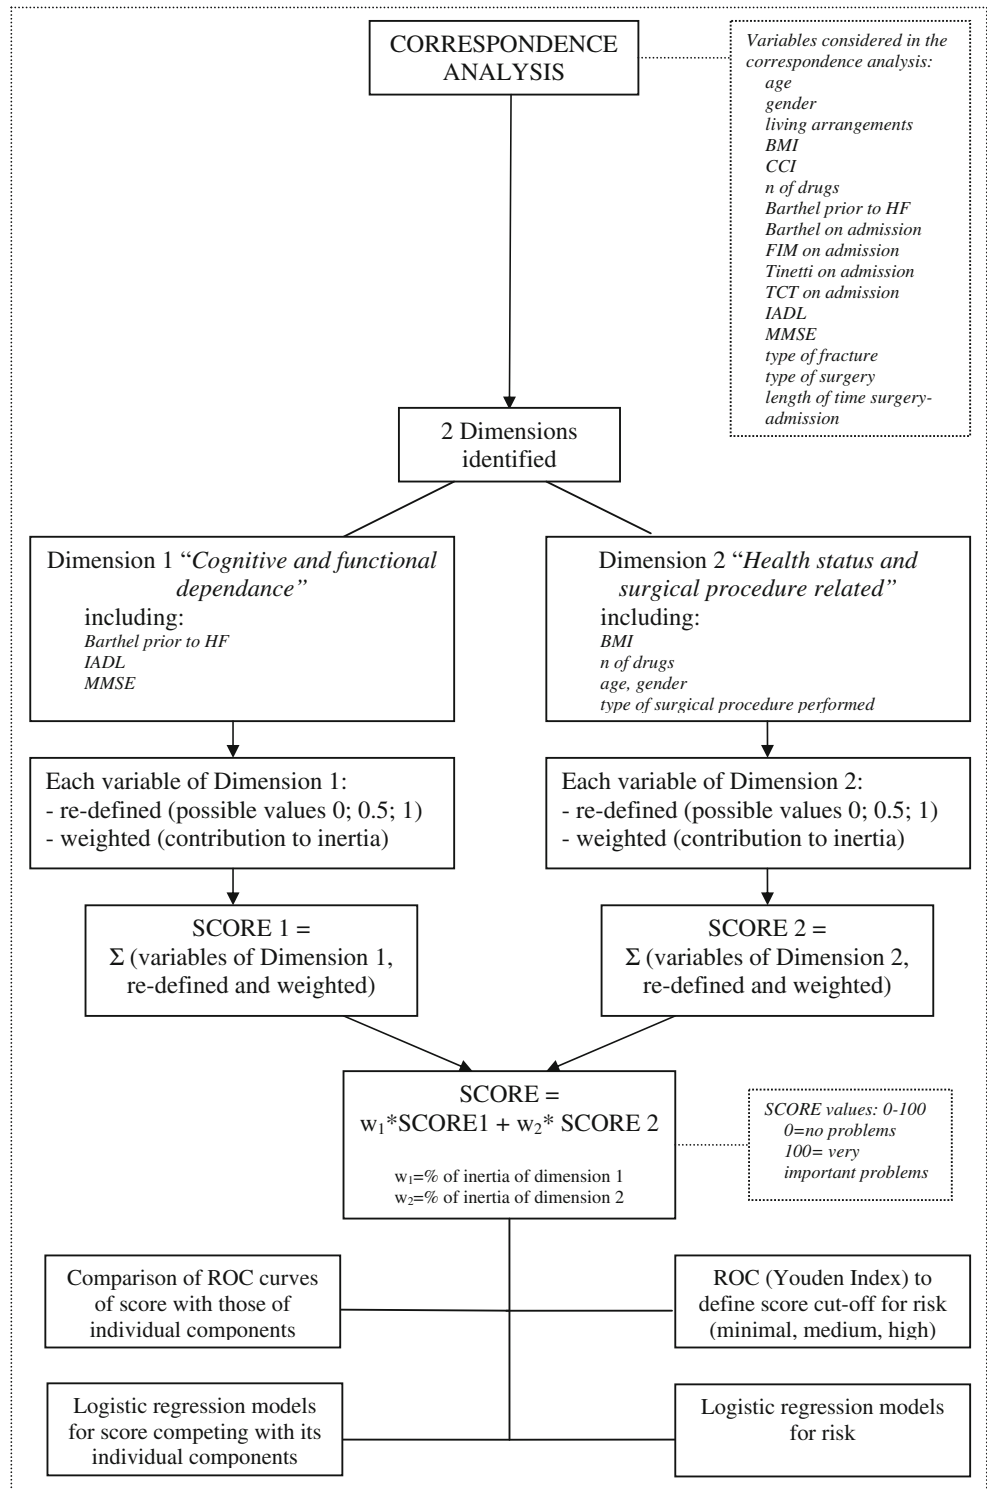 CORRESPONDENCE
ANALYSIS
Variables considered in the
correspondence analysis:
age
gender
living arrangements
BMI
CCI
n of drugs
Barthel prior to HF
Barthel on admission
FIM on admission
Tinetti on admission
TCT on admission
IADL
MMSE
type of fracture
type of surgery
length of time surgery-
admission
2 Dimensions
identified
Dimension 1 “Cognitive and functional
dependance”
including:
Barthel prior to HF
IADL
MMSE
Dimension 2 “Health status and
surgical procedure related”
including:
BMI
n of drugs
age, gender
type of surgical procedure performed
Each variable of Dimension 1:
- re-defined (possible values 0; 0.5; 1)
- weighted (contribution to inertia)
Each variable of Dimension 2:
- re-defined (possible values 0; 0.5; 1)
- weighted (contribution to inertia)
SCORE 1 =
Σ (variables of Dimension 1,
re-defined and weighted)
SCORE 2 =
Σ (variables of Dimension 2,
re-defined and weighted)
SCORE =
w₁*SCORE1 + w₂* SCORE 2
w₁=% of inertia of dimension 1
w₂=% of inertia of dimension 2
SCORE values: 0-100
0=no problems
100= very
important problems
Comparison of ROC curves
of score with those of
individual components
ROC (Youden Index) to
define score cut-off for risk
(minimal, medium, high)
Logistic regression models
for score competing with its
individual components
Logistic regression models
for risk